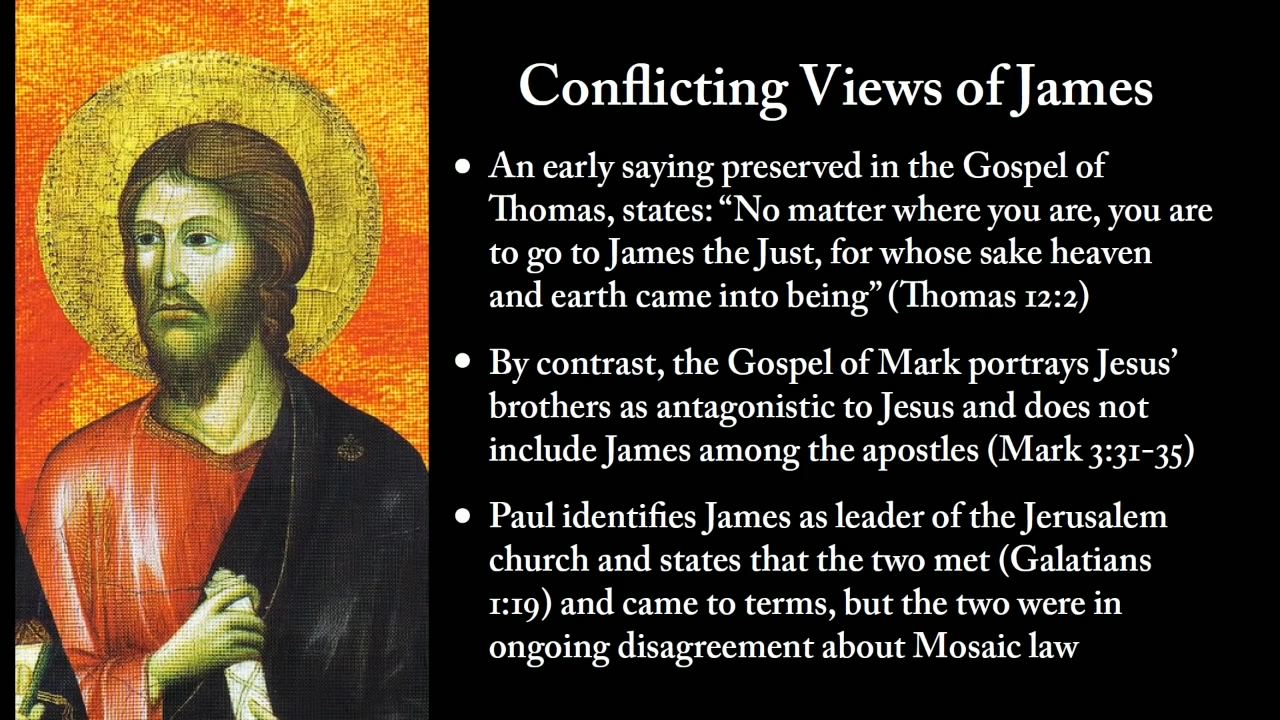 Conflicting Views of James
• An early saying preserved in the Gospel of
Thomas, states: “No matter where you are, you are
to go to James the Just, for whose sake heaven
and earth came into being” (Thomas 12:2)
• By contrast, the Gospel of Mark portrays Jesus’
brothers as antagonistic to Jesus and does not
include James among the apostles (Mark 3:31-35)
• Paul identifies James as leader of the Jerusalem
church and states that the two met (Galatians
1:19) and came to terms, but the two were in
ongoing disagreement about Mosaic law